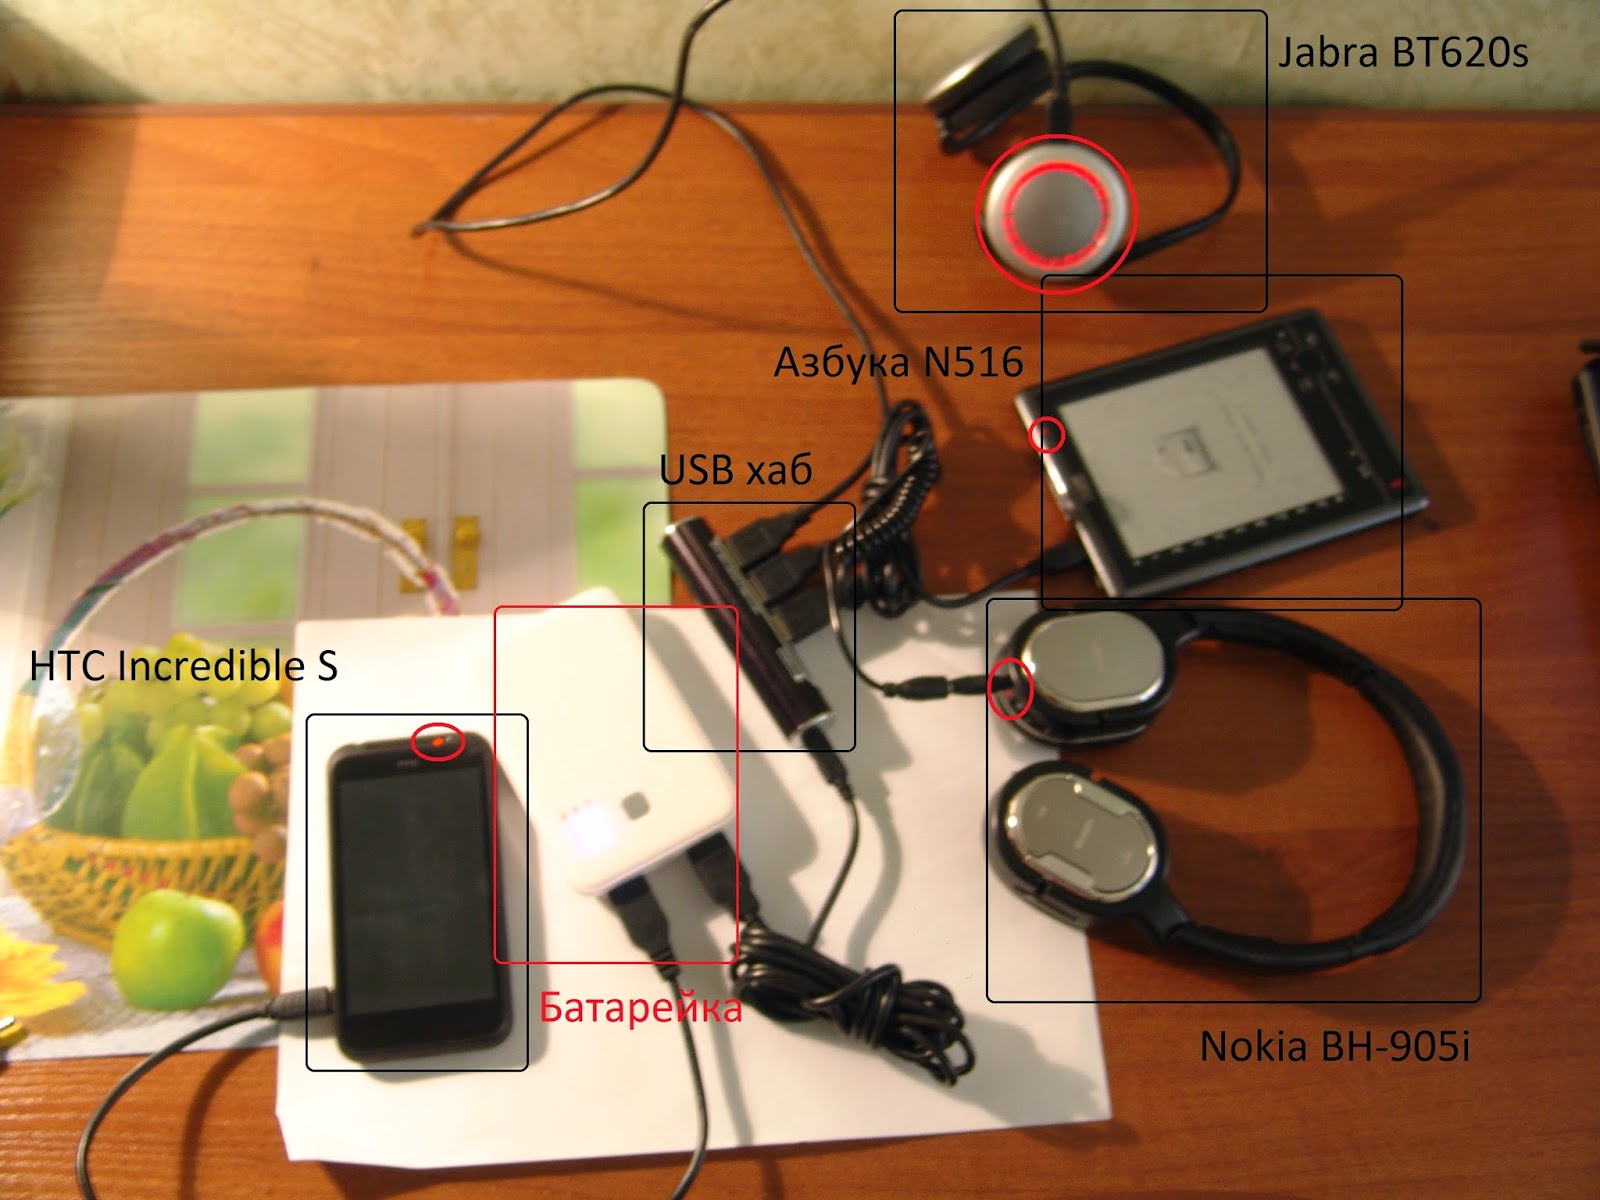 Jabra BT620s
Азбука N516
USB хаб
HTC Incredible S
Батарейка
Nokia BH-905i